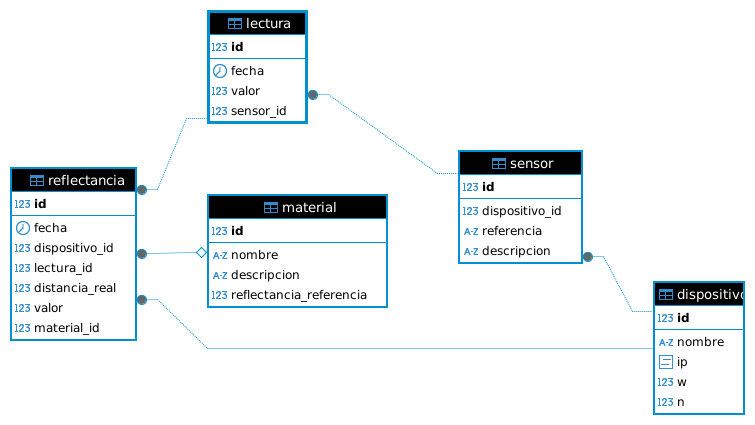 lectura
123 id
fecha
123 valor
123 sensor_id
reflectancia
123 id
fecha
123 dispositivo_id
123 lectura_id
123 distancia_real
123 valor
123 material_id
material
123 id
A-Z nombre
A-Z descripcion
123 reflectancia_referencia
sensor
123 id
123 dispositivo_id
A-Z referencia
A-Z descripcion
dispositivo
123 id
A-Z nombre
ip
123 w
123 n